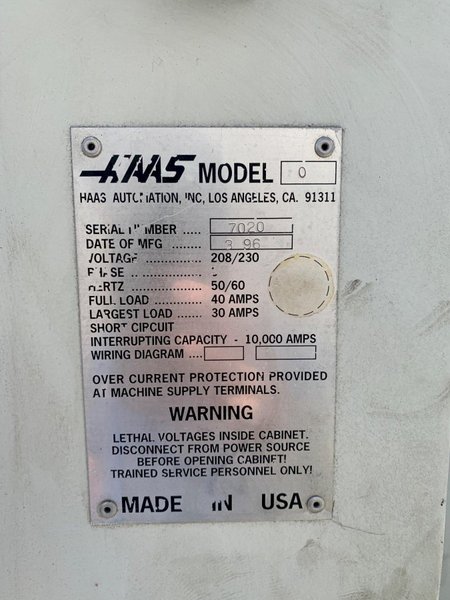 HAAS MODEL 0
HAAS AUTOMATION, INC, LOS ANGELES, CA. 91311
SERIAL NUMBER ..... 7020
DATE OF MFG ..... 3 96
VOLTAGE ............. 208/230
PHASE ..................
HERTZ ............... 50/60
FULL LOAD ......... 40 AMPS
LARGEST LOAD .... 30 AMPS
SHORT CIRCUIT
INTERRUPTING CAPACITY - 10,000 AMPS
WIRING DIAGRAM ....
OVER CURRENT PROTECTION PROVIDED
AT MACHINE SUPPLY TERMINALS.
WARNING
LETHAL VOLTAGES INSIDE CABINET.
DISCONNECT FROM POWER SOURCE
BEFORE OPENING CABINET!
TRAINED SERVICE PERSONNEL ONLY!
MADE IN USA